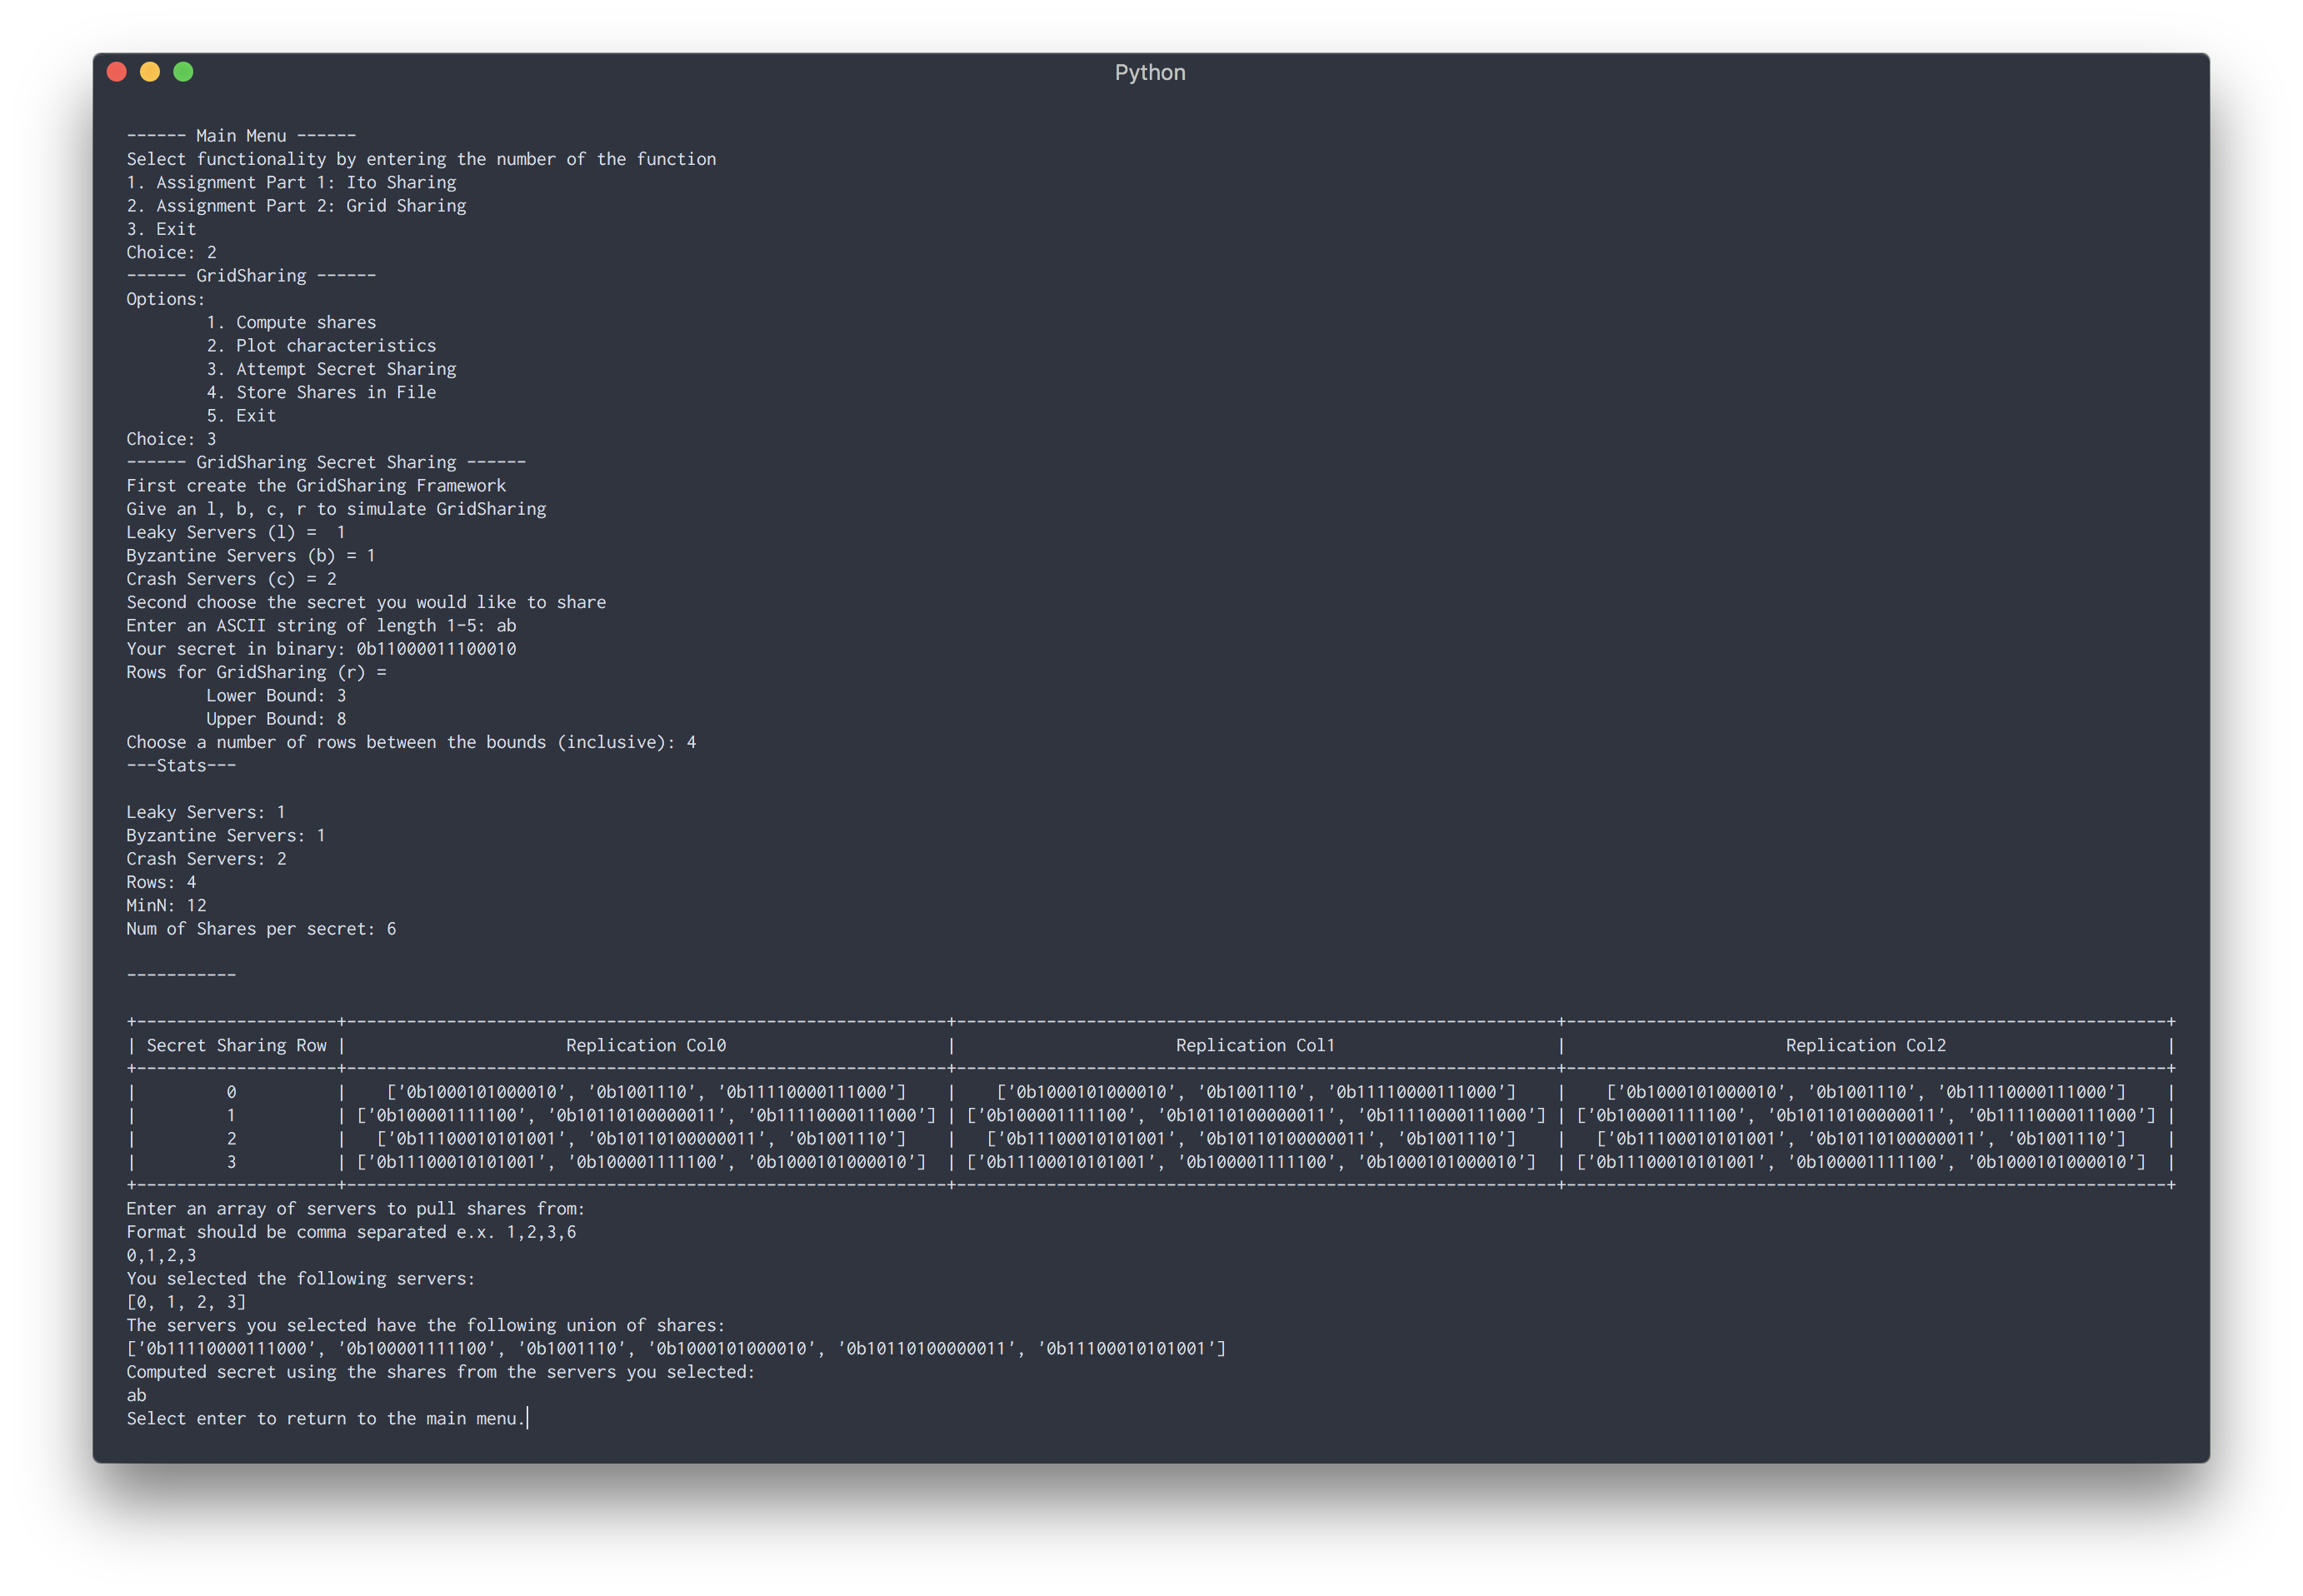 Python
------ Main Menu ------
Select functionality by entering the number of the function
1. Assignment Part 1: Ito Sharing
2. Assignment Part 2: Grid Sharing
3. Exit
Choice: 2
------ GridSharing ------
Options:
        1. Compute shares
        2. Plot characteristics
        3. Attempt Secret Sharing
        4. Store Shares in File
        5. Exit
Choice: 3
------ GridSharing Secret Sharing ------
First create the GridSharing Framework
Give an l, b, c, r to simulate GridSharing
Leaky Servers (l) =  1
Byzantine Servers (b) = 1
Crash Servers (c) = 2
Second choose the secret you would like to share
Enter an ASCII string of length 1-5: ab
Your secret in binary: 0b11000011100010
Rows for GridSharing (r) =
        Lower Bound: 3
        Upper Bound: 8
Choose a number of rows between the bounds (inclusive): 4
---Stats---
Leaky Servers: 1
Byzantine Servers: 1
Crash Servers: 2
Rows: 4
MinN: 12
Num of Shares per secret: 6
-----------
+--------------------+------------------------------------------------------------+------------------------------------------------------------+------------------------------------------------------------+
| Secret Sharing Row |                      Replication Col0                      |                      Replication Col1                      |                      Replication Col2                      |
+--------------------+------------------------------------------------------------+------------------------------------------------------------+------------------------------------------------------------+
|         0          |    ['0b1000101000010', '0b1001110', '0b11110000111000']    |    ['0b1000101000010', '0b1001110', '0b11110000111000']    |    ['0b1000101000010', '0b1001110', '0b11110000111000']    |
|         1          | ['0b100001111100', '0b10110100000011', '0b11110000111000'] | ['0b100001111100', '0b10110100000011', '0b11110000111000'] | ['0b100001111100', '0b10110100000011', '0b11110000111000'] |
|         2          |   ['0b11100010101001', '0b10110100000011', '0b1001110']    |   ['0b11100010101001', '0b10110100000011', '0b1001110']    |   ['0b11100010101001', '0b10110100000011', '0b1001110']    |
|         3          | ['0b11100010101001', '0b100001111100', '0b1000101000010']  | ['0b11100010101001', '0b100001111100', '0b1000101000010']  | ['0b11100010101001', '0b100001111100', '0b1000101000010']  |
+--------------------+------------------------------------------------------------+------------------------------------------------------------+------------------------------------------------------------+
Enter an array of servers to pull shares from:
Format should be comma separated e.x. 1,2,3,6
0,1,2,3
You selected the following servers:
[0, 1, 2, 3]
The servers you selected have the following union of shares:
['0b11110000111000', '0b100001111100', '0b1001110', '0b1000101000010', '0b10110100000011', '0b11100010101001']
Computed secret using the shares from the servers you selected:
ab
Select enter to return to the main menu.